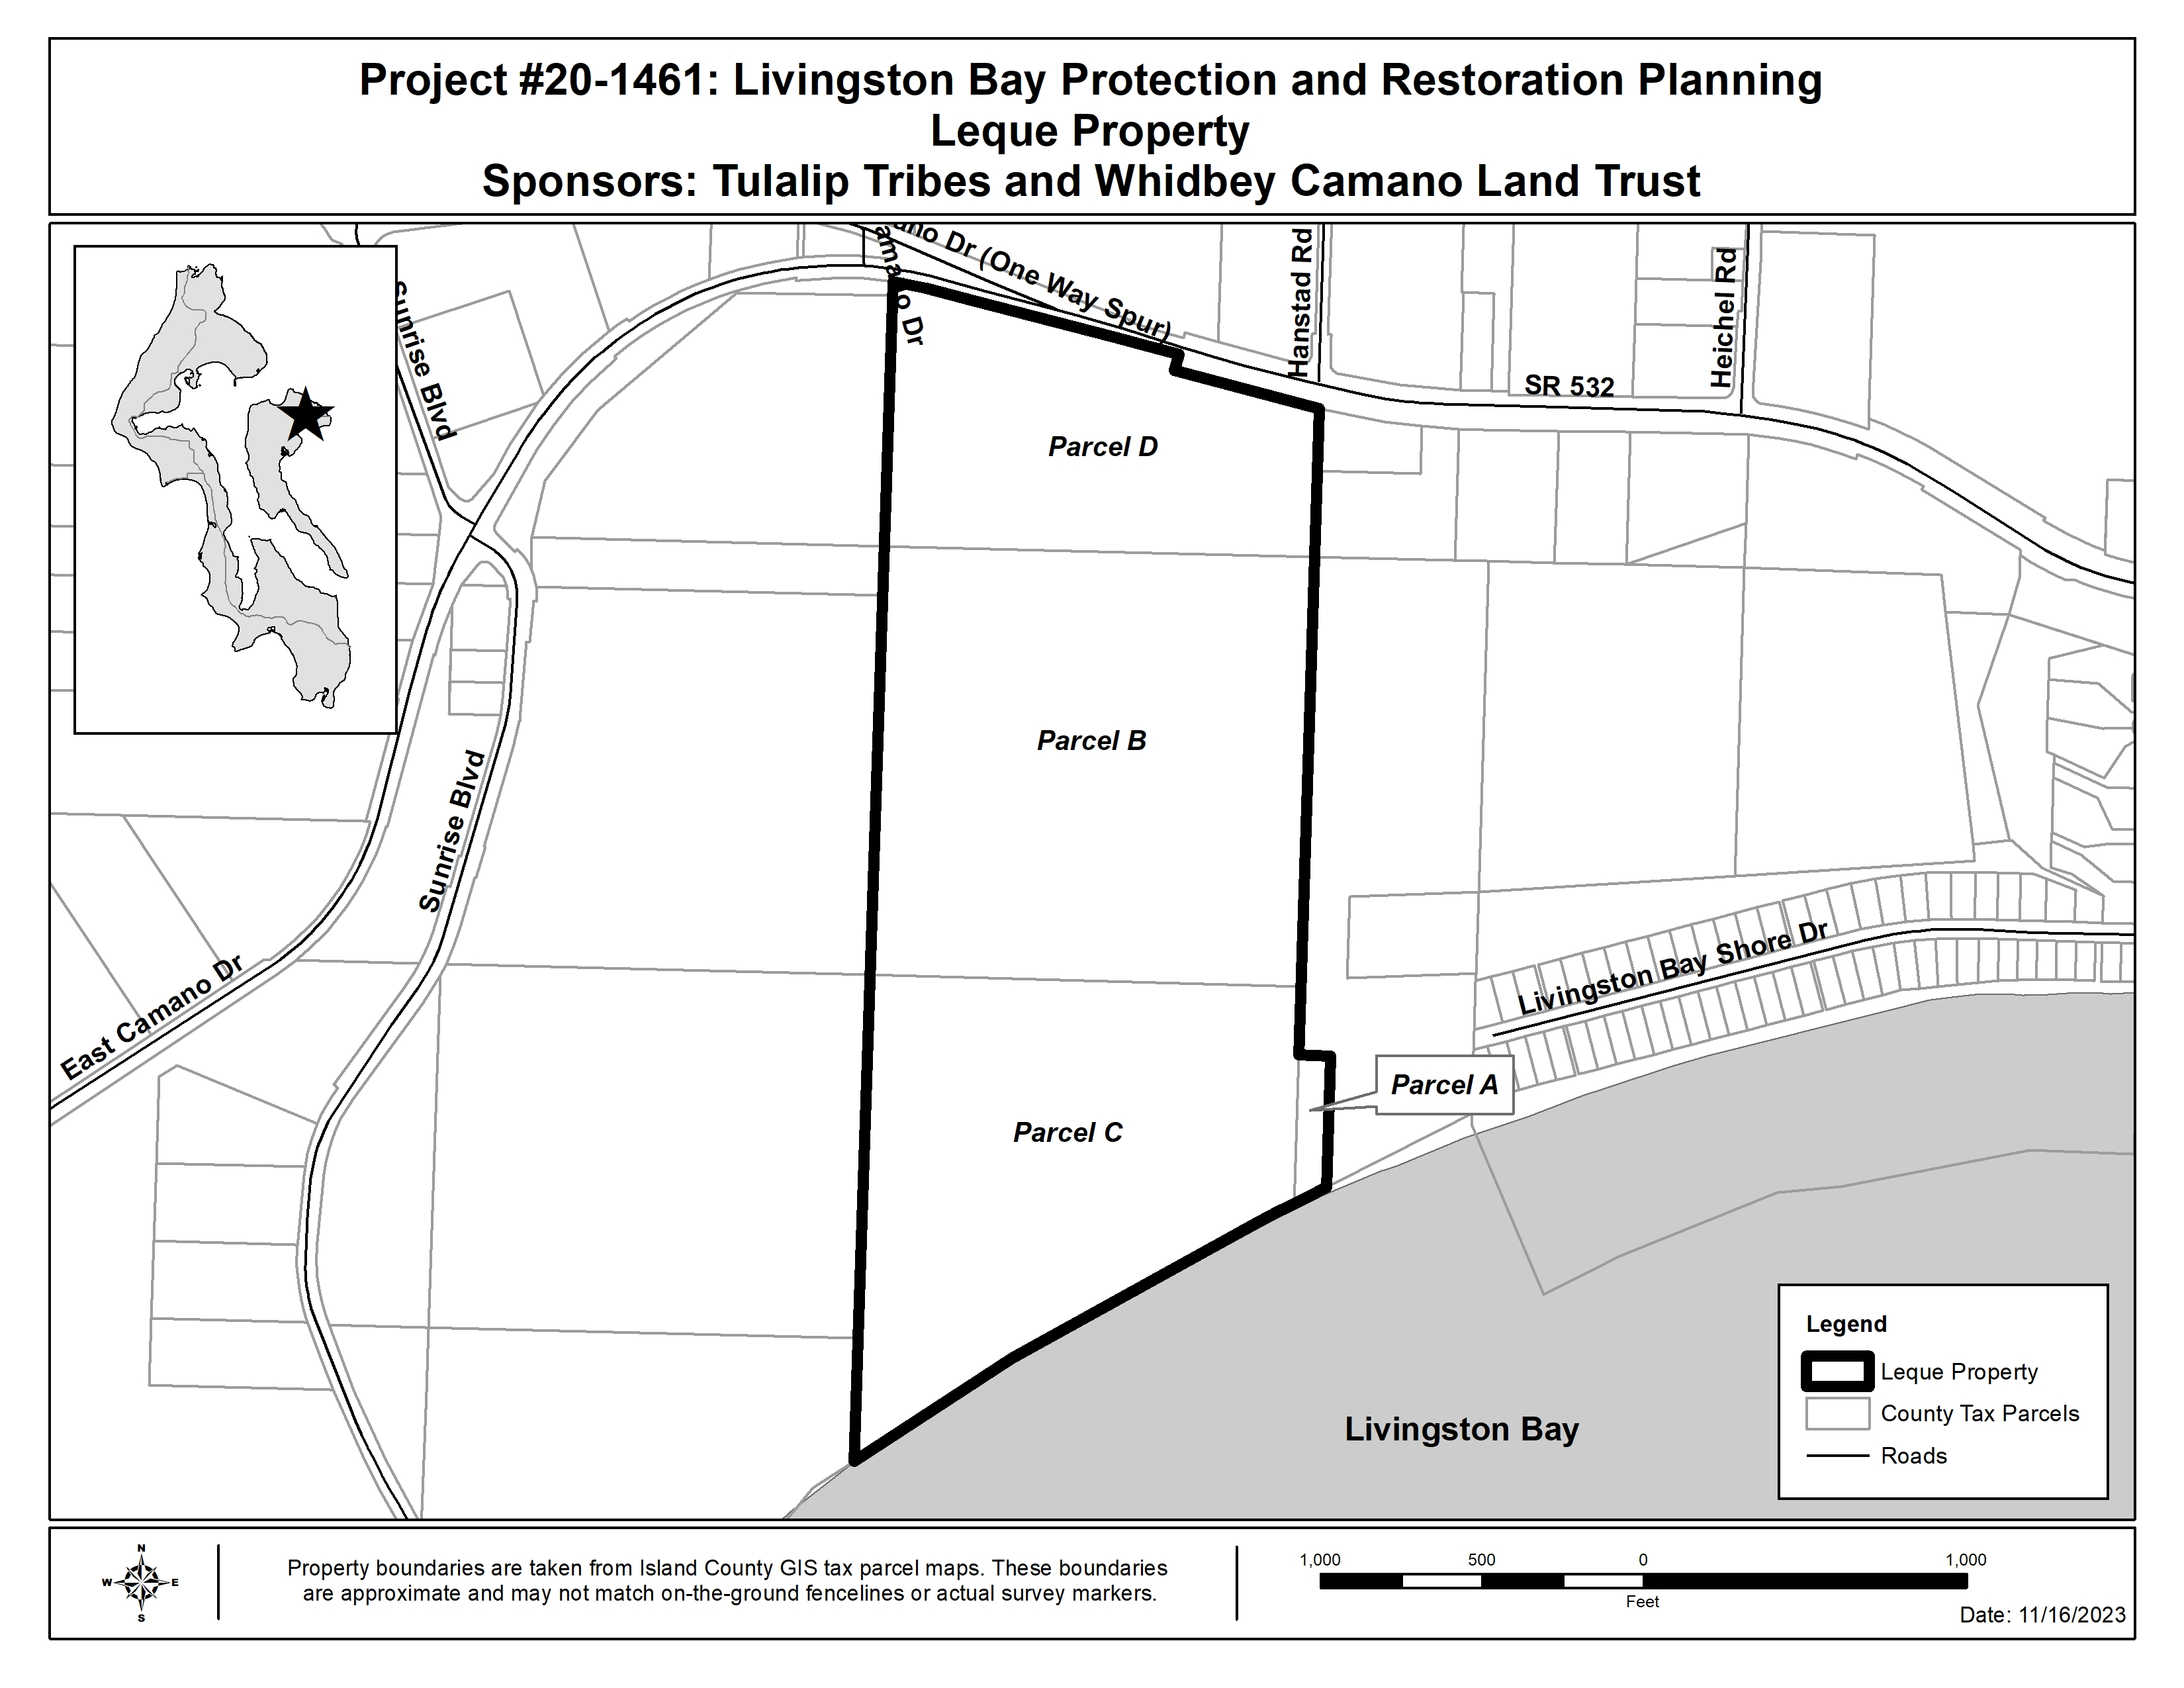 Project #20-1461: Livingston Bay Protection and Restoration Planning
Leque Property
Sponsors: Tulalip Tribes and Whidbey Camano Land Trust
Dr (One Way Spur)
Dr
Hanstad Rd
Heichel Rd
Sunrise Blvd
SR 532
Parcel D
Parcel B
Sunrise Blvd
Livingston Bay Shore Dr
East Camano Dr
Parcel A
Parcel C
Livingston Bay
Legend
Leque Property
County Tax Parcels
Roads
N
W E
S
Property boundaries are taken from Island County GIS tax parcel maps. These boundaries
are approximate and may not match on-the-ground fencelines or actual survey markers.
1,000 500 0 1,000
Feet
Date: 11/16/2023